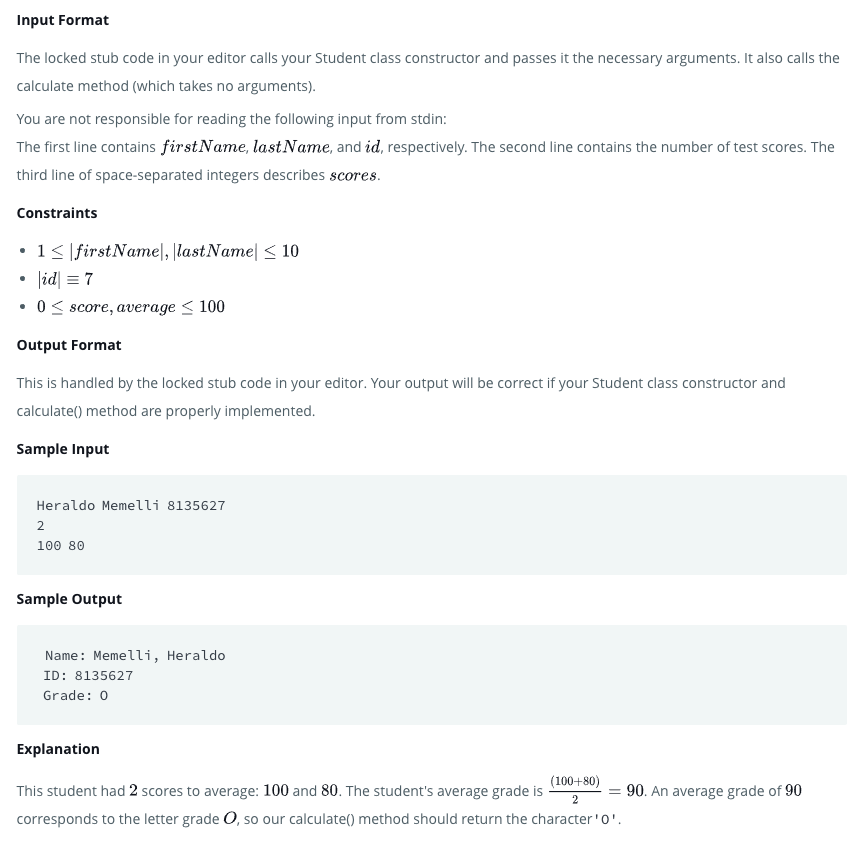 Input Format
The locked stub code in your editor calls your Student class constructor and passes it the necessary arguments. It also calls the
calculate method (which takes no arguments).
You are not responsible for reading the following input from stdin:
The first line contains firstName, lastName, and id, respectively. The second line contains the number of test scores. The
third line of space-separated integers describes scores.
Constraints
• 1 ≤ |firstName|, |lastName| ≤ 10
• |id| ≡ 7
• 0 ≤ score, average ≤ 100
Output Format
This is handled by the locked stub code in your editor. Your output will be correct if your Student class constructor and
calculate() method are properly implemented.
Sample Input
Heraldo Memelli 8135627
2
100 80
Sample Output
Name: Memelli, Heraldo
ID: 8135627
Grade: O
Explanation
This student had 2 scores to average: 100 and 80. The student's average grade is (100+80)/2 = 90. An average grade of 90
corresponds to the letter grade O, so our calculate() method should return the character'O'.